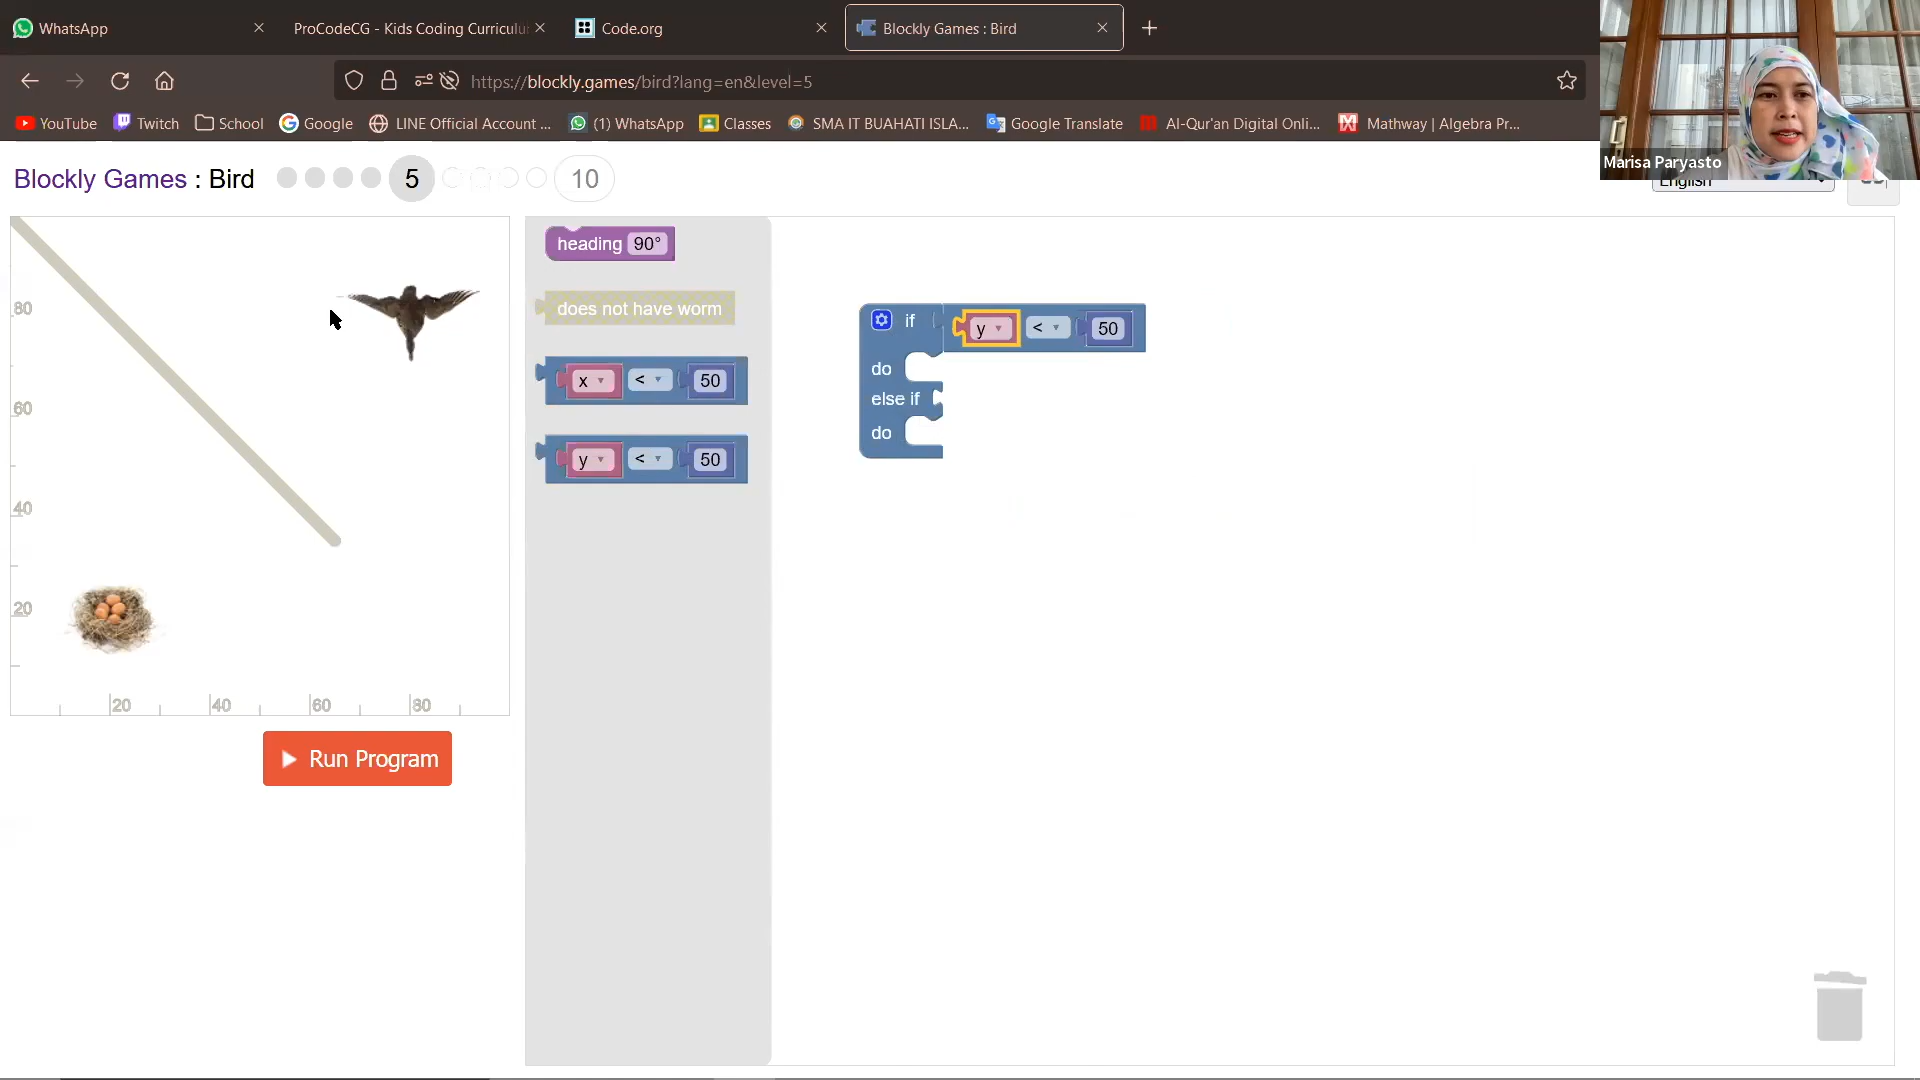 WhatsApp
ProCodeCG - Kids Coding Curriculu
Code.org
Blockly Games : Bird
https://blockly.games/bird?lang=en&level=5
YouTube
Twitch
School
Google
LINE Official Account ...
(1) WhatsApp
Classes
SMA IT BUAHATI ISLA...
Google Translate
Al-Qur'an Digital Onli...
Mathway | Algebra Pr...
Marisa Paryasto
English
Blockly Games : Bird
5
10
80
60
40
20
20
40
60
80
Run Program
heading 90°
does not have worm
x < 50
y < 50
if y < 50
do
else if
do